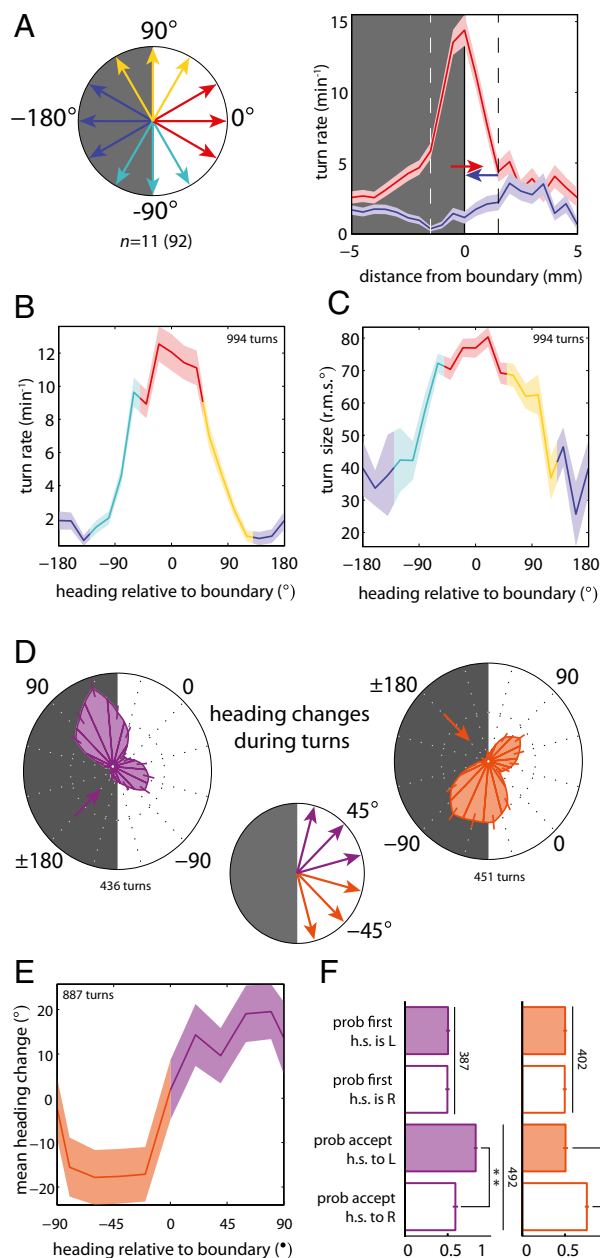 A
90°
−180°
0°
-90°
n=11 (92)
turn rate (min-1)
15
10
5
0
−5
0
5
distance from boundary (mm)
B
994 turns
turn rate (min-1)
12
10
8
6
4
2
−180
−90
0
90
180
heading relative to boundary (°)
C
994 turns
turn size (r.m.s.°)
80
70
60
50
40
30
20
−180
−90
0
90
180
heading relative to boundary (°)
D
90
0
±180
−90
436 turns
heading changes
during turns
45°
−45°
±180
90
−90
0
451 turns
E
887 turns
mean heading change (°)
20
10
0
−10
−20
−90
−45
0
45
90
heading relative to boundary (•)
F
prob first
h.s. is L
prob first
h.s. is R
prob accept
h.s. to L
prob accept
h.s. to R
387
492
**
0
0.5
1
402
0
0.5